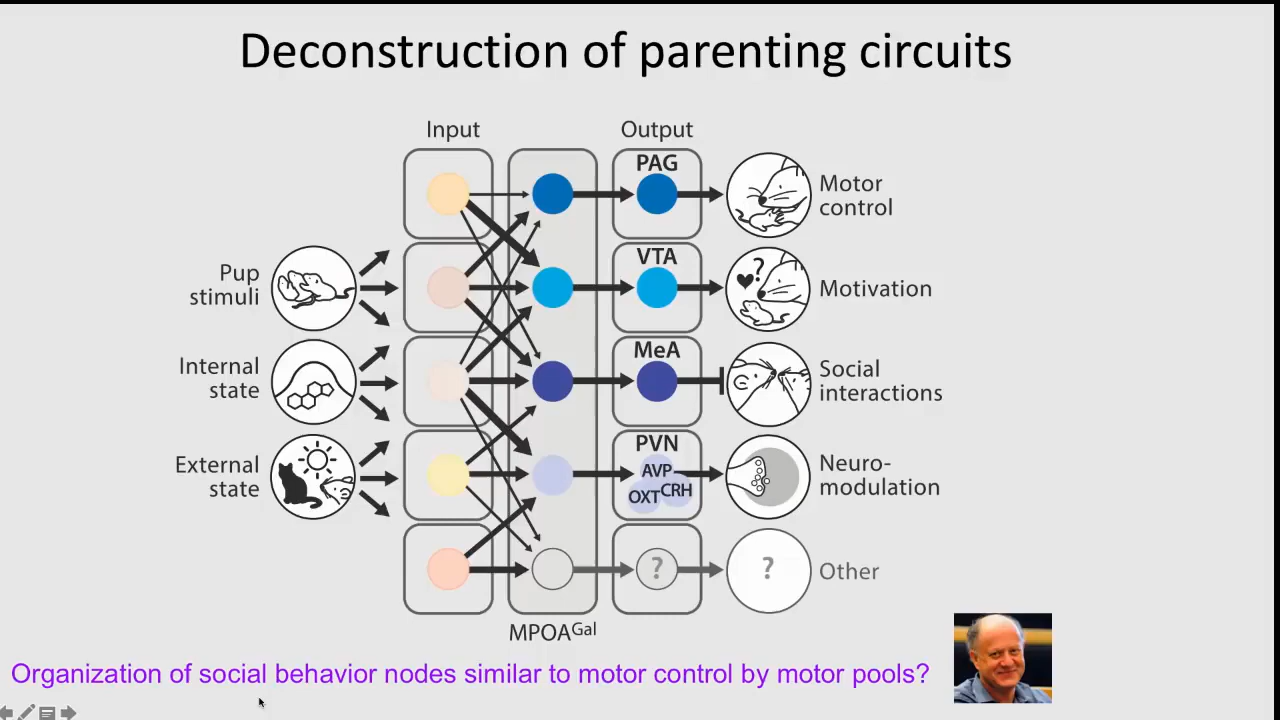 Deconstruction of parenting circuits
Input
Output
PAG
Motor
control
VTA
Pup
stimuli
?
Motivation
MeA
Internal
state
Social
interactions
PVN
External
state
AVP
OXT
CRH
Neuro-
modulation
?
?
Other
MPOAGal
Organization of social behavior nodes similar to motor control by motor pools?